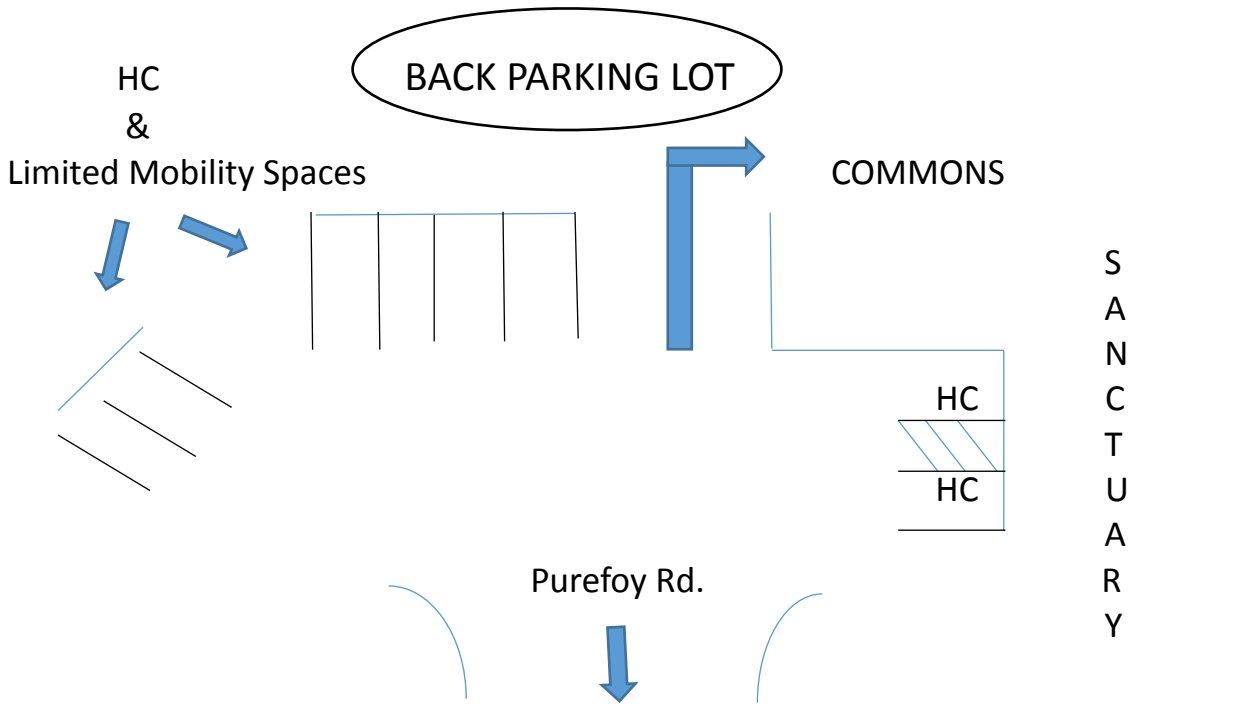 BACK PARKING LOT
HC
&
Limited Mobility Spaces
COMMONS
S
A
N
C
T
U
A
R
Y
HC
HC
Purefoy Rd.